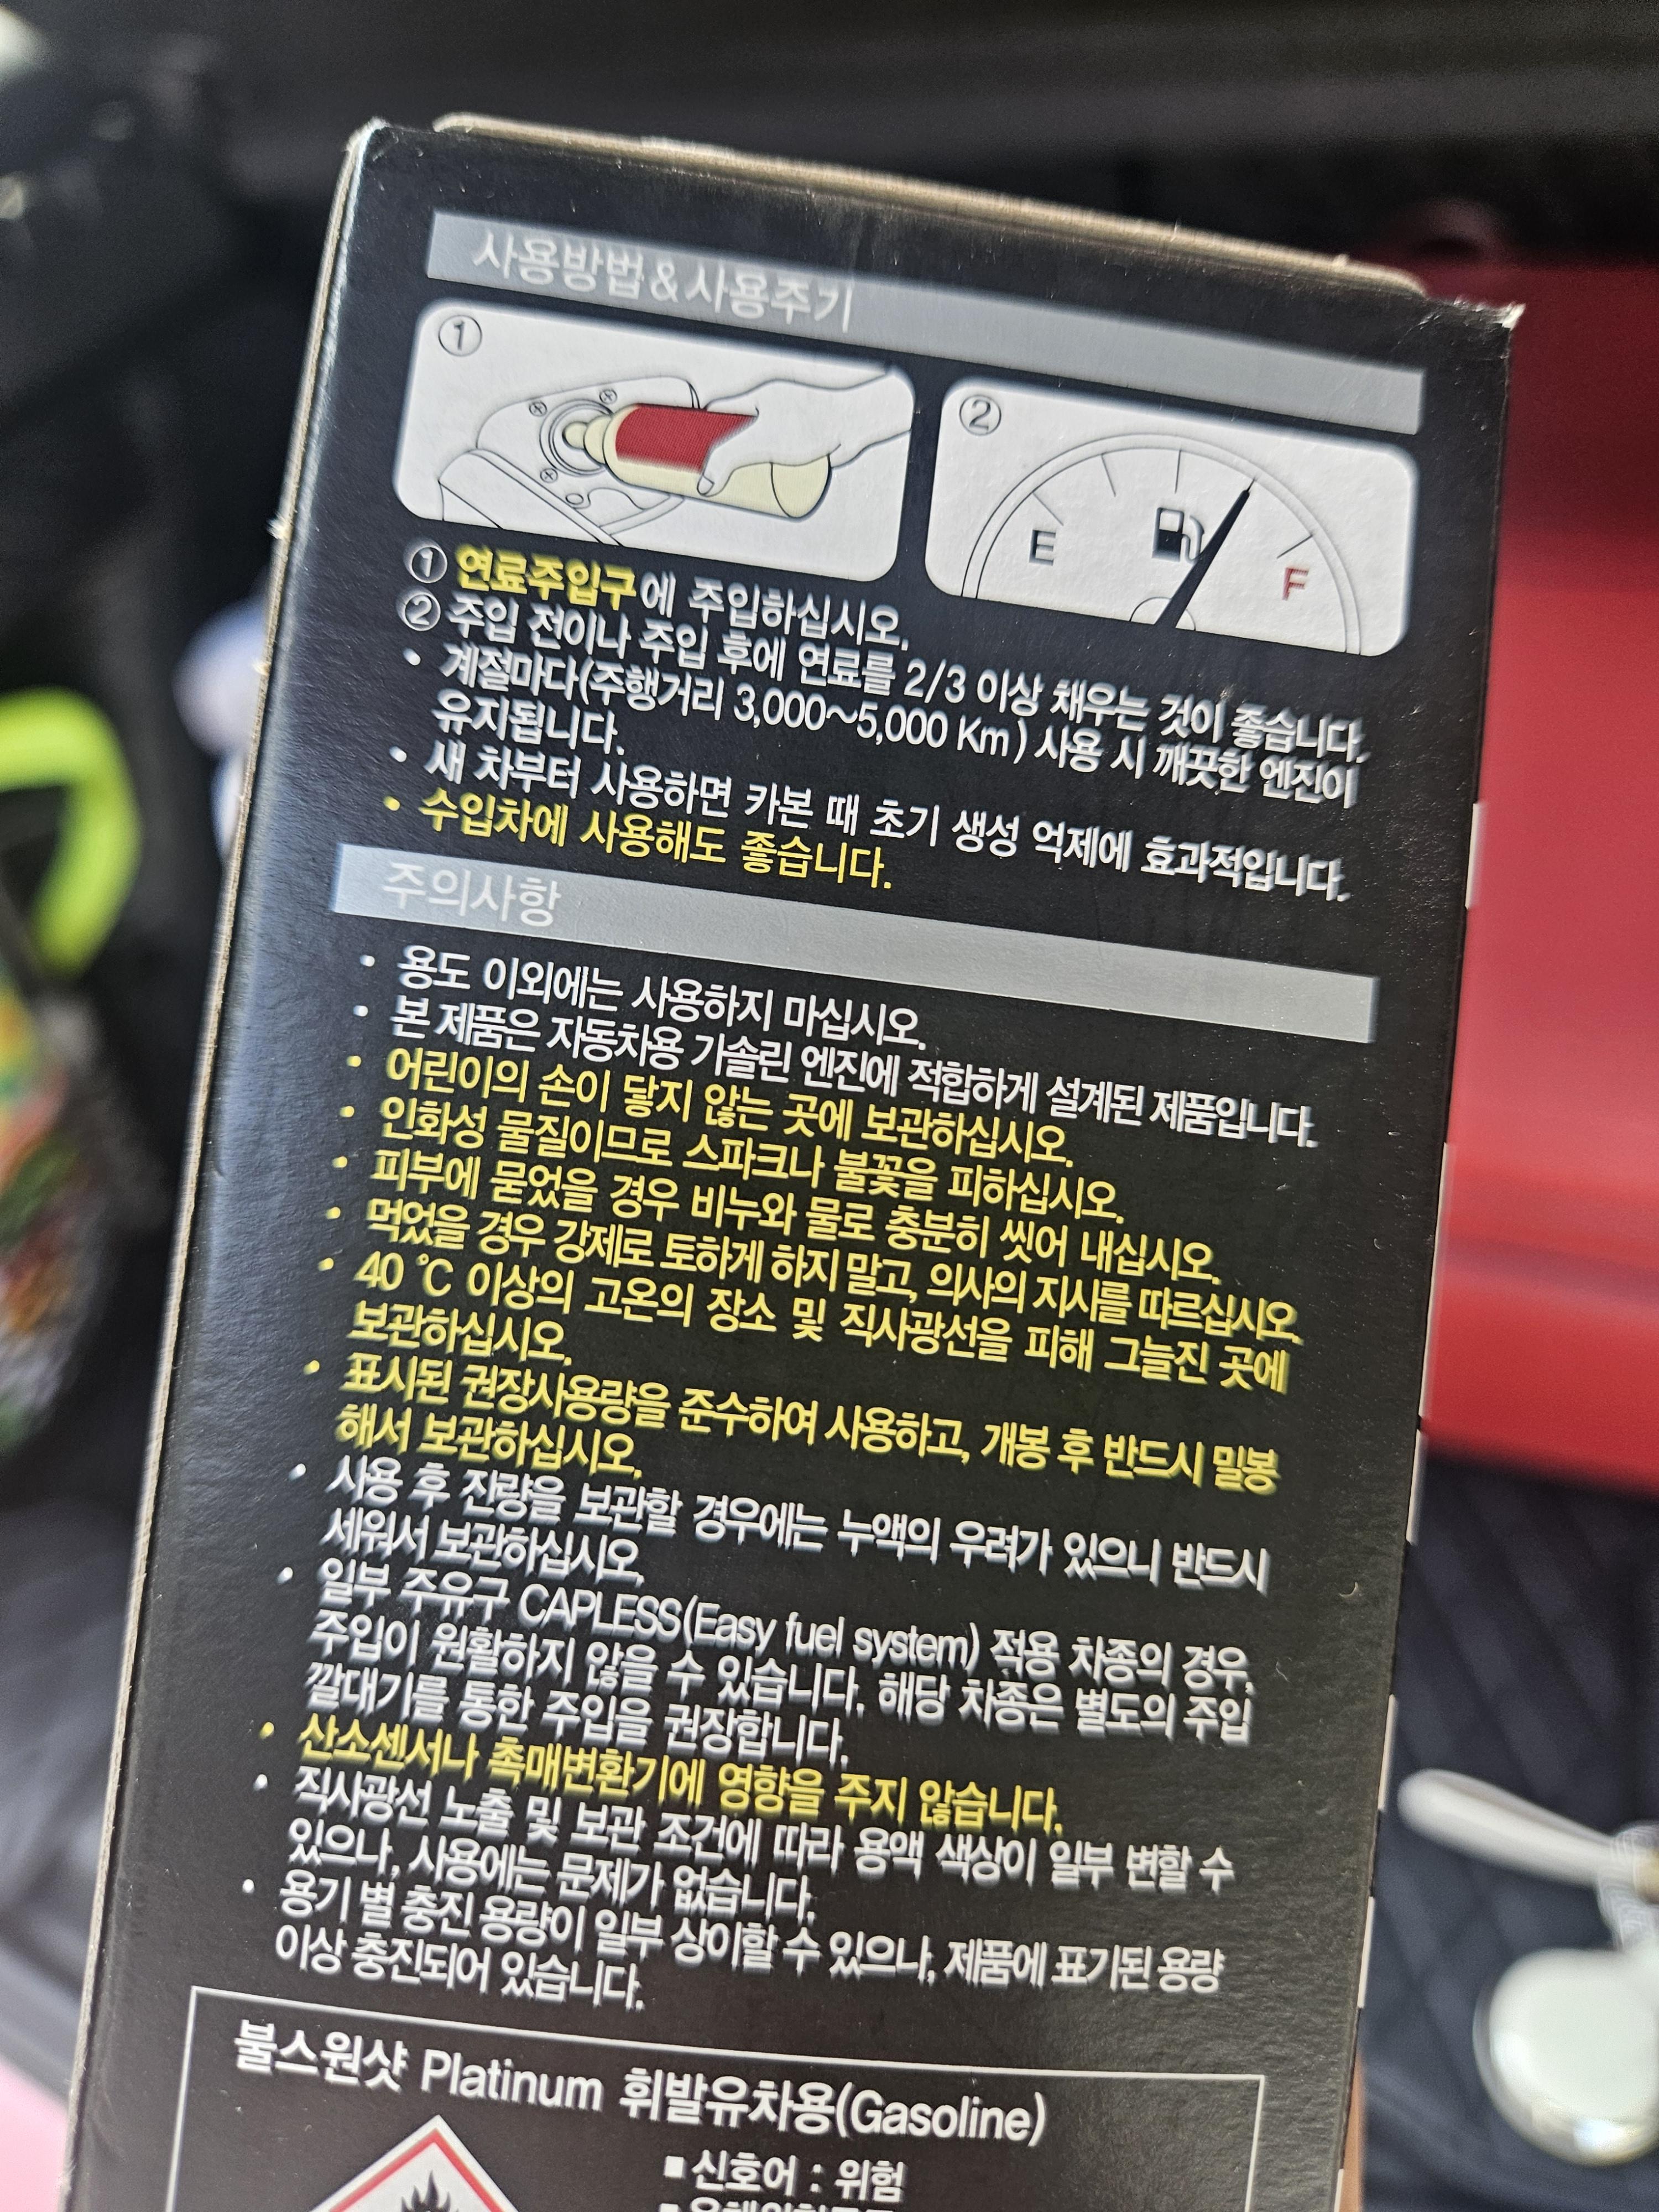 사용방법&사용주기
①
②
E
F
① 연료주입구에 주입하십시오.
② 주입 전이나 주입 후에 연료를 2/3 이상 채우는 것이 좋습니다.
• 계절마다(주행거리 3,000~5,000 Km) 사용 시 깨끗한 엔진이
유지됩니다.
• 새 차부터 사용하면 카본 때 초기 생성 억제에 효과적입니다.
• 수입차에 사용해도 좋습니다.
주의사항
• 용도 이외에는 사용하지 마십시오.
• 본 제품은 자동차용 가솔린 엔진에 적합하게 설계된 제품입니다.
• 어린이의 손이 닿지 않는 곳에 보관하십시오.
• 인화성 물질이므로 스파크나 불꽃을 피하십시오.
• 피부에 묻었을 경우 비누와 물로 충분히 씻어 내십시오.
• 먹었을 경우 강제로 토하게 하지 말고, 의사의 지시를 따르십시오.
• 40 ℃ 이상의 고온의 장소 및 직사광선을 피해 그늘진 곳에
보관하십시오.
• 표시된 권장사용량을 준수하여 사용하고, 개봉 후 반드시 밀봉
해서 보관하십시오.
• 사용 후 잔량을 보관할 경우에는 누액의 우려가 있으니 반드시
세워서 보관하십시오.
• 일부 주유구 CAPLESS(Easy fuel system) 적용 차종의 경우,
주입이 원활하지 않을 수 있습니다. 해당 차종은 별도의 주입
깔대기를 통한 주입을 권장합니다.
• 산소센서나 촉매변환기에 영향을 주지 않습니다.
• 직사광선 노출 및 보관 조건에 따라 용액 색상이 일부 변할 수
있으나, 사용에는 문제가 없습니다.
• 용기 별 충진 용량이 일부 상이할 수 있으나, 제품에 표기된 용량
이상 충진되어 있습니다.
불스원샷 Platinum 휘발유차용(Gasoline)
■ 신호어 : 위험